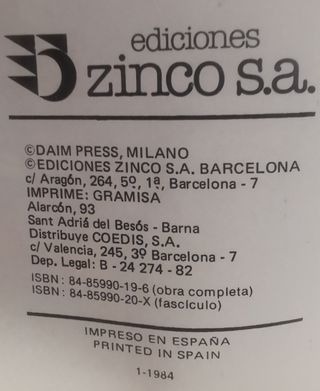 ediciones
zinco s.a.
©DAIM PRESS, MILANO
©EDICIONES ZINCO S.A. BARCELONA
c/ Aragón, 264, 5º, 1ª, Barcelona - 7
IMPRIME: GRAMISA
Alarcón, 93
Sant Adriá del Besós - Barna
Distribuye COEDIS, S.A.
c/ Valencia, 245, 3º Barcelona - 7
Dep. Legal: B - 24 274 - 82
ISBN : 84-85990-19-6 (obra completa)
ISBN : 84-85990-20-X (fascículo)
IMPRESO EN ESPAÑA
PRINTED IN SPAIN
1-1984